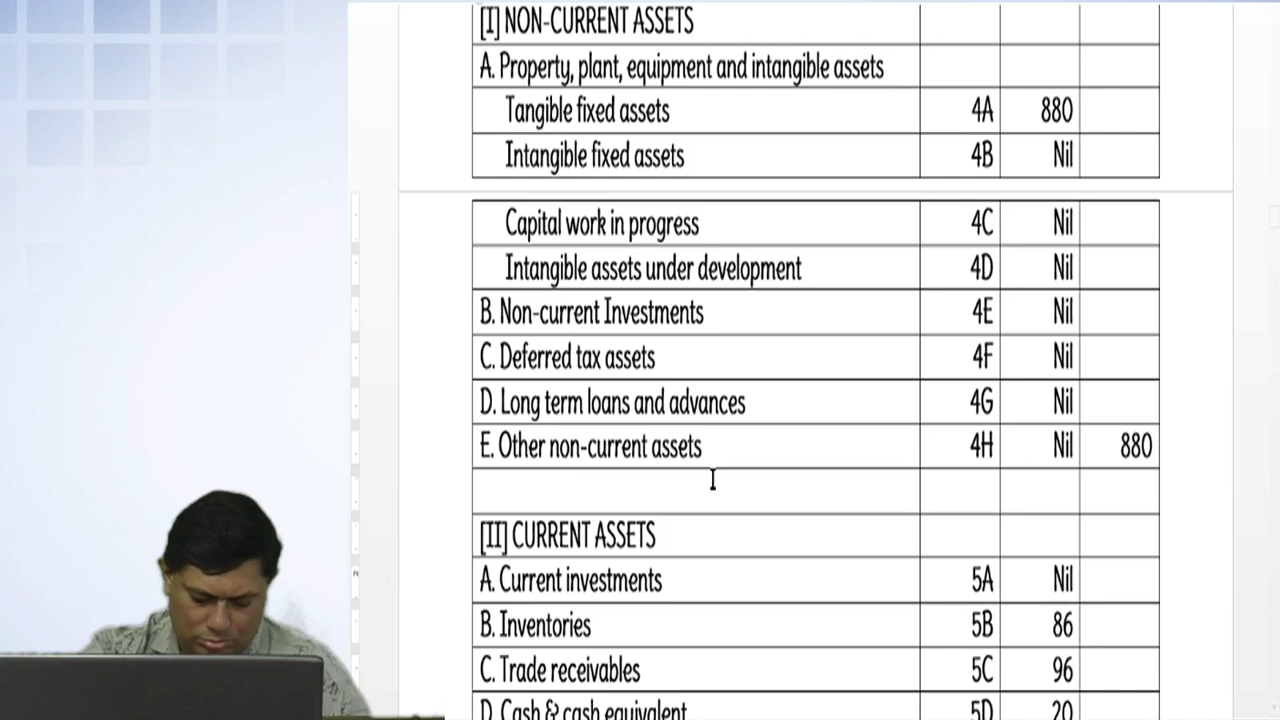 [I] NON-CURRENT ASSETS
A. Property, plant, equipment and intangible assets
Tangible fixed assets 4A 880
Intangible fixed assets 4B Nil
Capital work in progress 4C Nil
Intangible assets under development 4D Nil
B. Non-current Investments 4E Nil
C. Deferred tax assets 4F Nil
D. Long term loans and advances 4G Nil
E. Other non-current assets 4H Nil 880
[II] CURRENT ASSETS
A. Current investments 5A Nil
B. Inventories 5B 86
C. Trade receivables 5C 96
D. Cash & cash equivalent 5D 20